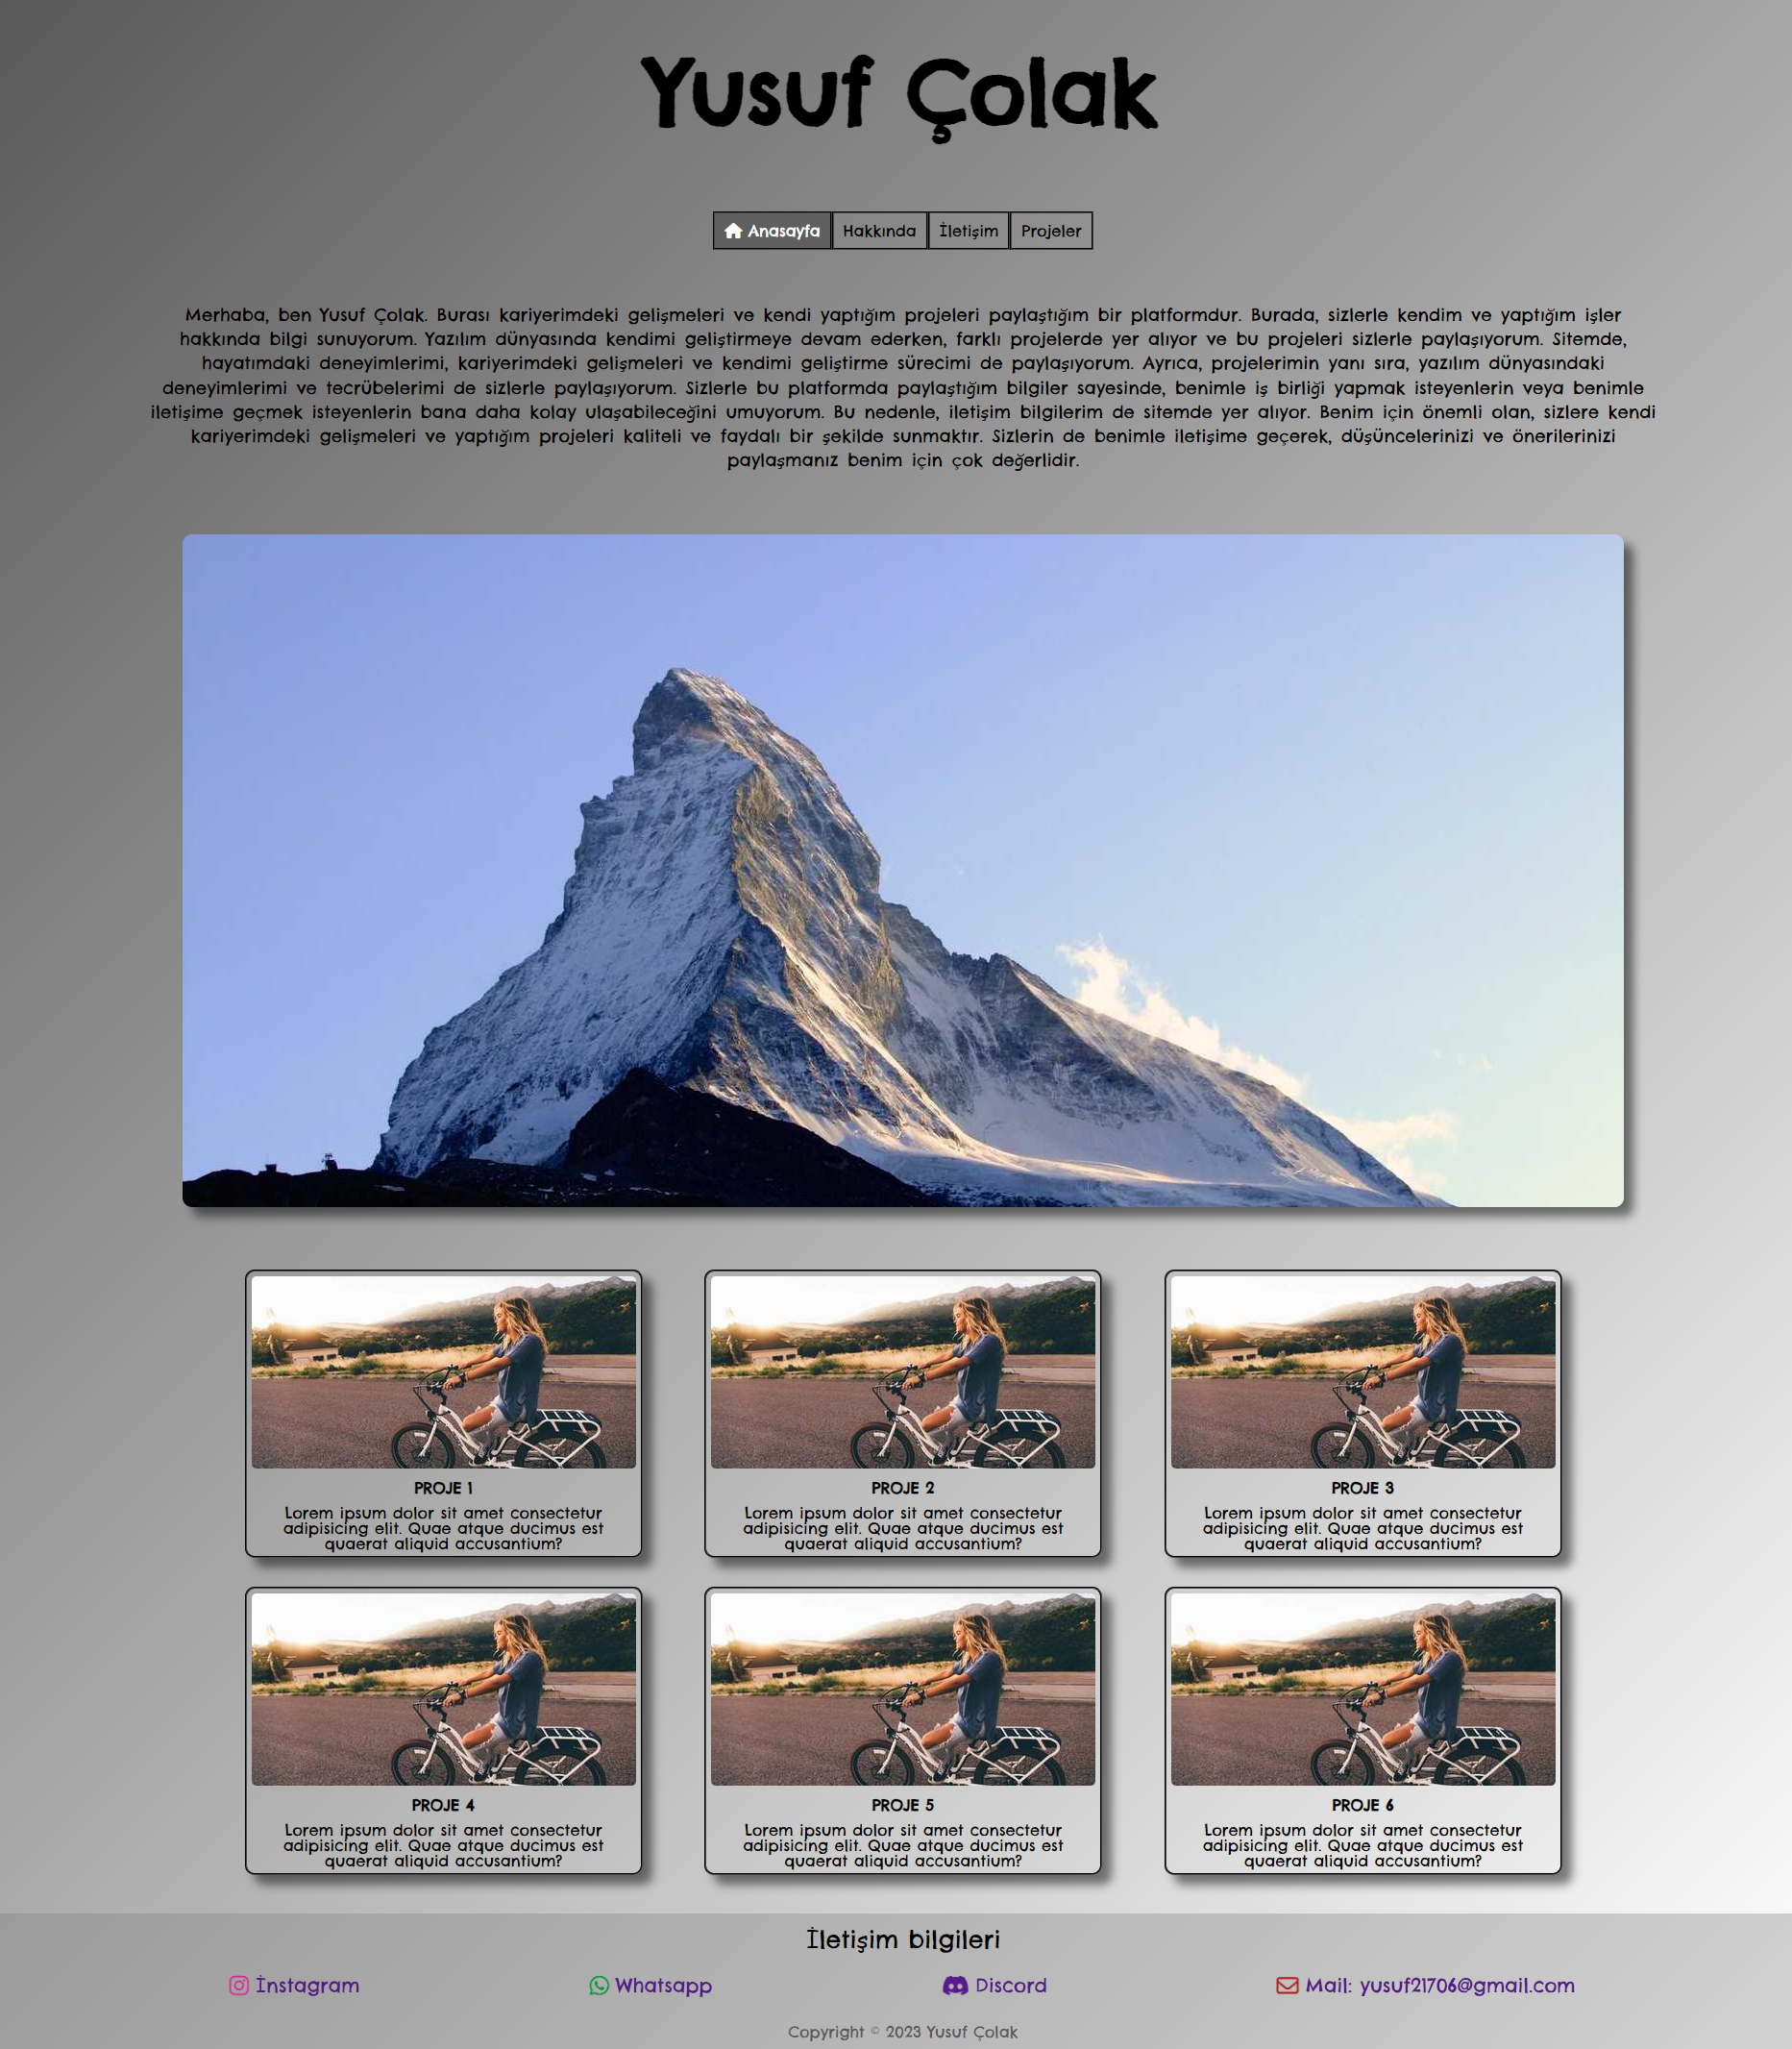 Yusuf Çolak
Anasayfa Hakkında İletişim Projeler
Merhaba, ben Yusuf Çolak. Burası kariyerimdeki gelişmeleri ve kendi yaptığım projeleri paylaştığım bir platformdur. Burada, sizlerle kendim ve yaptığım işler
hakkında bilgi sunuyorum. Yazılım dünyasında kendimi geliştirmeye devam ederken, farklı projelerde yer alıyor ve bu projeleri sizlerle paylaşıyorum. Sitemde,
hayatımdaki deneyimlerimi, kariyerimdeki gelişmeleri ve kendimi geliştirme sürecimi de paylaşıyorum. Ayrıca, projelerimin yanı sıra, yazılım dünyasındaki
deneyimlerimi ve tecrübelerimi de sizlerle paylaşıyorum. Sizlerle bu platformda paylaştığım bilgiler sayesinde, benimle iş birliği yapmak isteyenlerin veya benimle
iletişime geçmek isteyenlerin bana daha kolay ulaşabileceğini umuyorum. Bu nedenle, iletişim bilgilerim de sitemde yer alıyor. Benim için önemli olan, sizlere kendi
kariyerimdeki gelişmeleri ve yaptığım projeleri kaliteli ve faydalı bir şekilde sunmaktır. Sizlerin de benimle iletişime geçerek, düşüncelerinizi ve önerilerinizi
paylaşmanız benim için çok değerlidir.
PROJE 1
Lorem ipsum dolor sit amet consectetur
adipisicing elit. Quae atque ducimus est
quaerat aliquid accusantium?
PROJE 2
Lorem ipsum dolor sit amet consectetur
adipisicing elit. Quae atque ducimus est
quaerat aliquid accusantium?
PROJE 3
Lorem ipsum dolor sit amet consectetur
adipisicing elit. Quae atque ducimus est
quaerat aliquid accusantium?
PROJE 4
Lorem ipsum dolor sit amet consectetur
adipisicing elit. Quae atque ducimus est
quaerat aliquid accusantium?
PROJE 5
Lorem ipsum dolor sit amet consectetur
adipisicing elit. Quae atque ducimus est
quaerat aliquid accusantium?
PROJE 6
Lorem ipsum dolor sit amet consectetur
adipisicing elit. Quae atque ducimus est
quaerat aliquid accusantium?
İletişim bilgileri
İnstagram Whatsapp Discord Mail: yusuf21706@gmail.com
Copyright © 2023 Yusuf Çolak